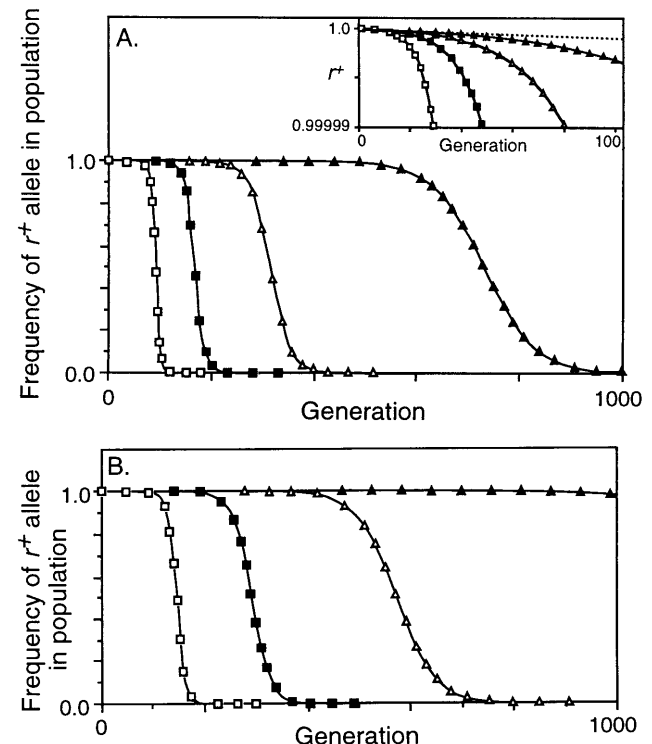 A.
1.0
r+
0.99999
0
100
Generation
Frequency of r+ allele in population
1.0
0.0
0
1000
Generation
B.
Frequency of r+ allele
in population
1.0
0.0
0
1000
Generation